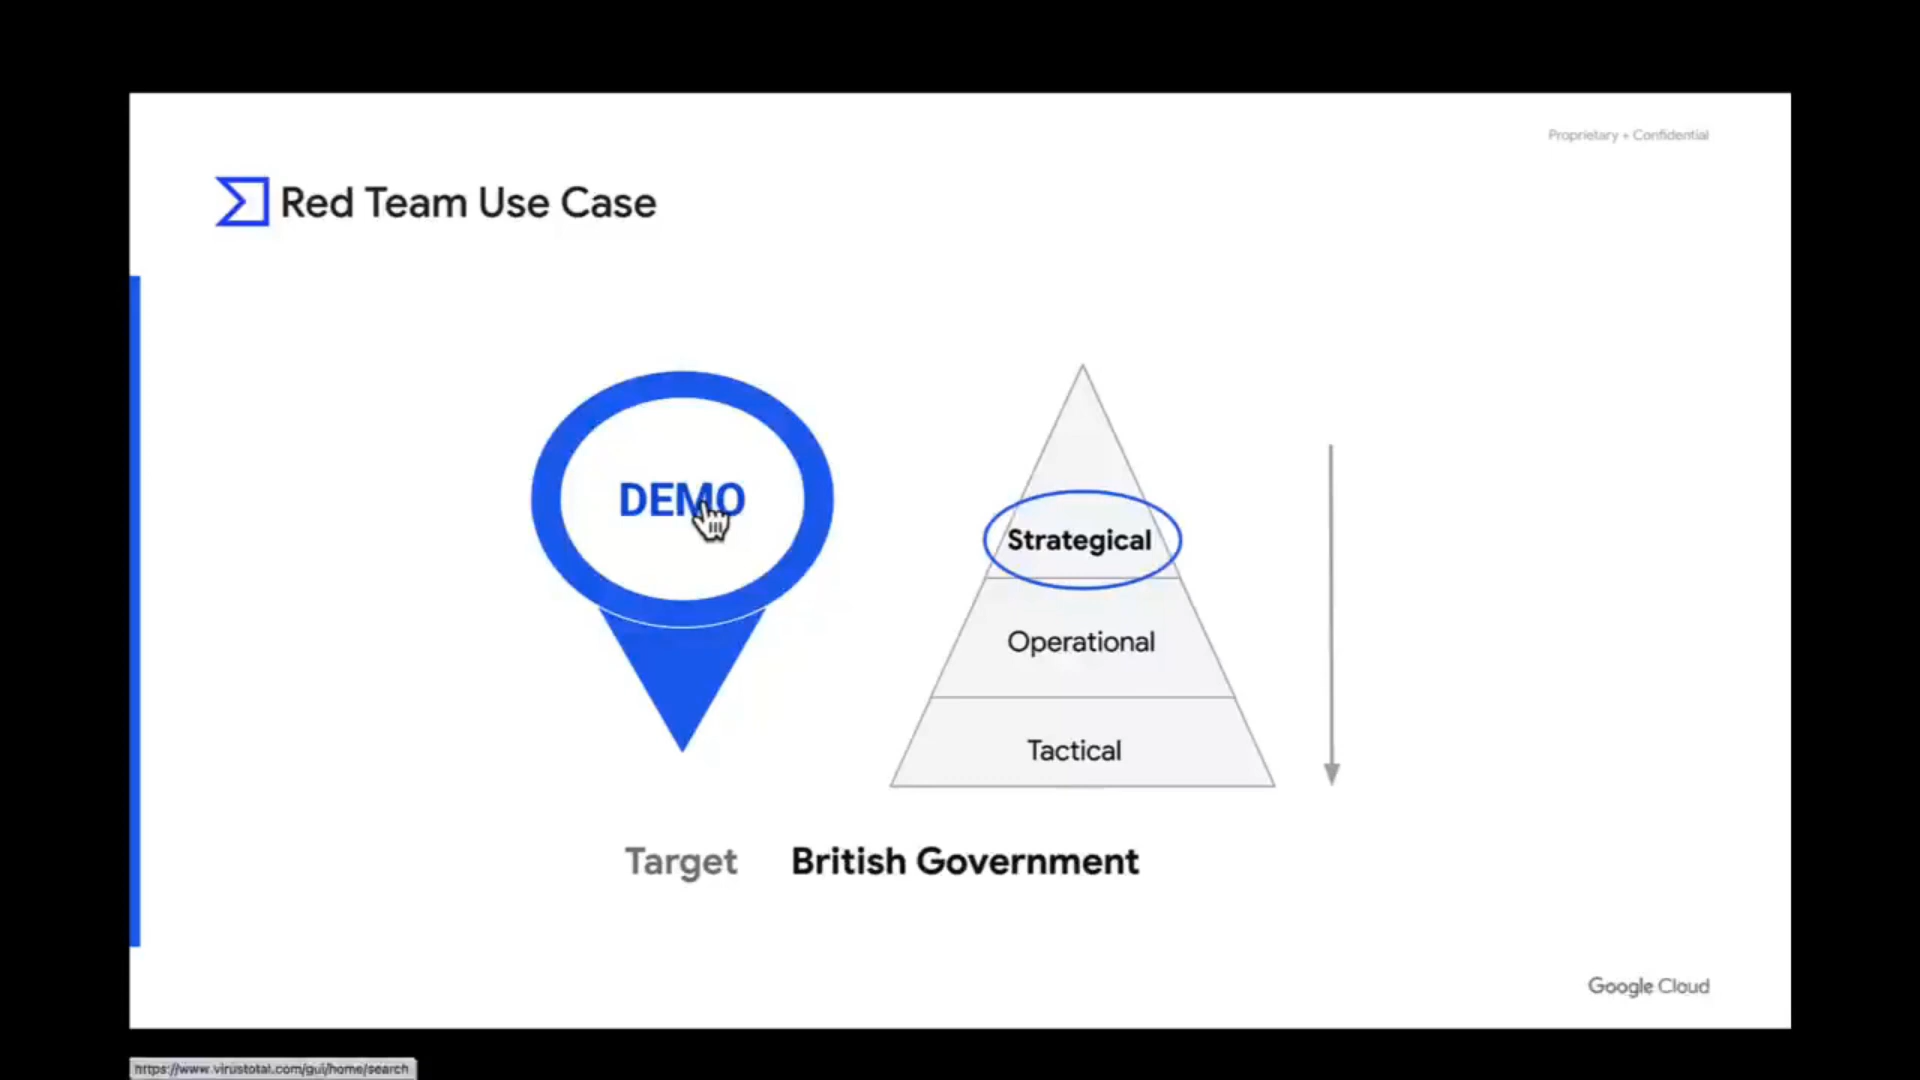 Proprietary + Confidential
Red Team Use Case
DEMO
Strategical
Operational
Tactical
Target British Government
Google Cloud
https://www.virustotal.com/gui/home/search